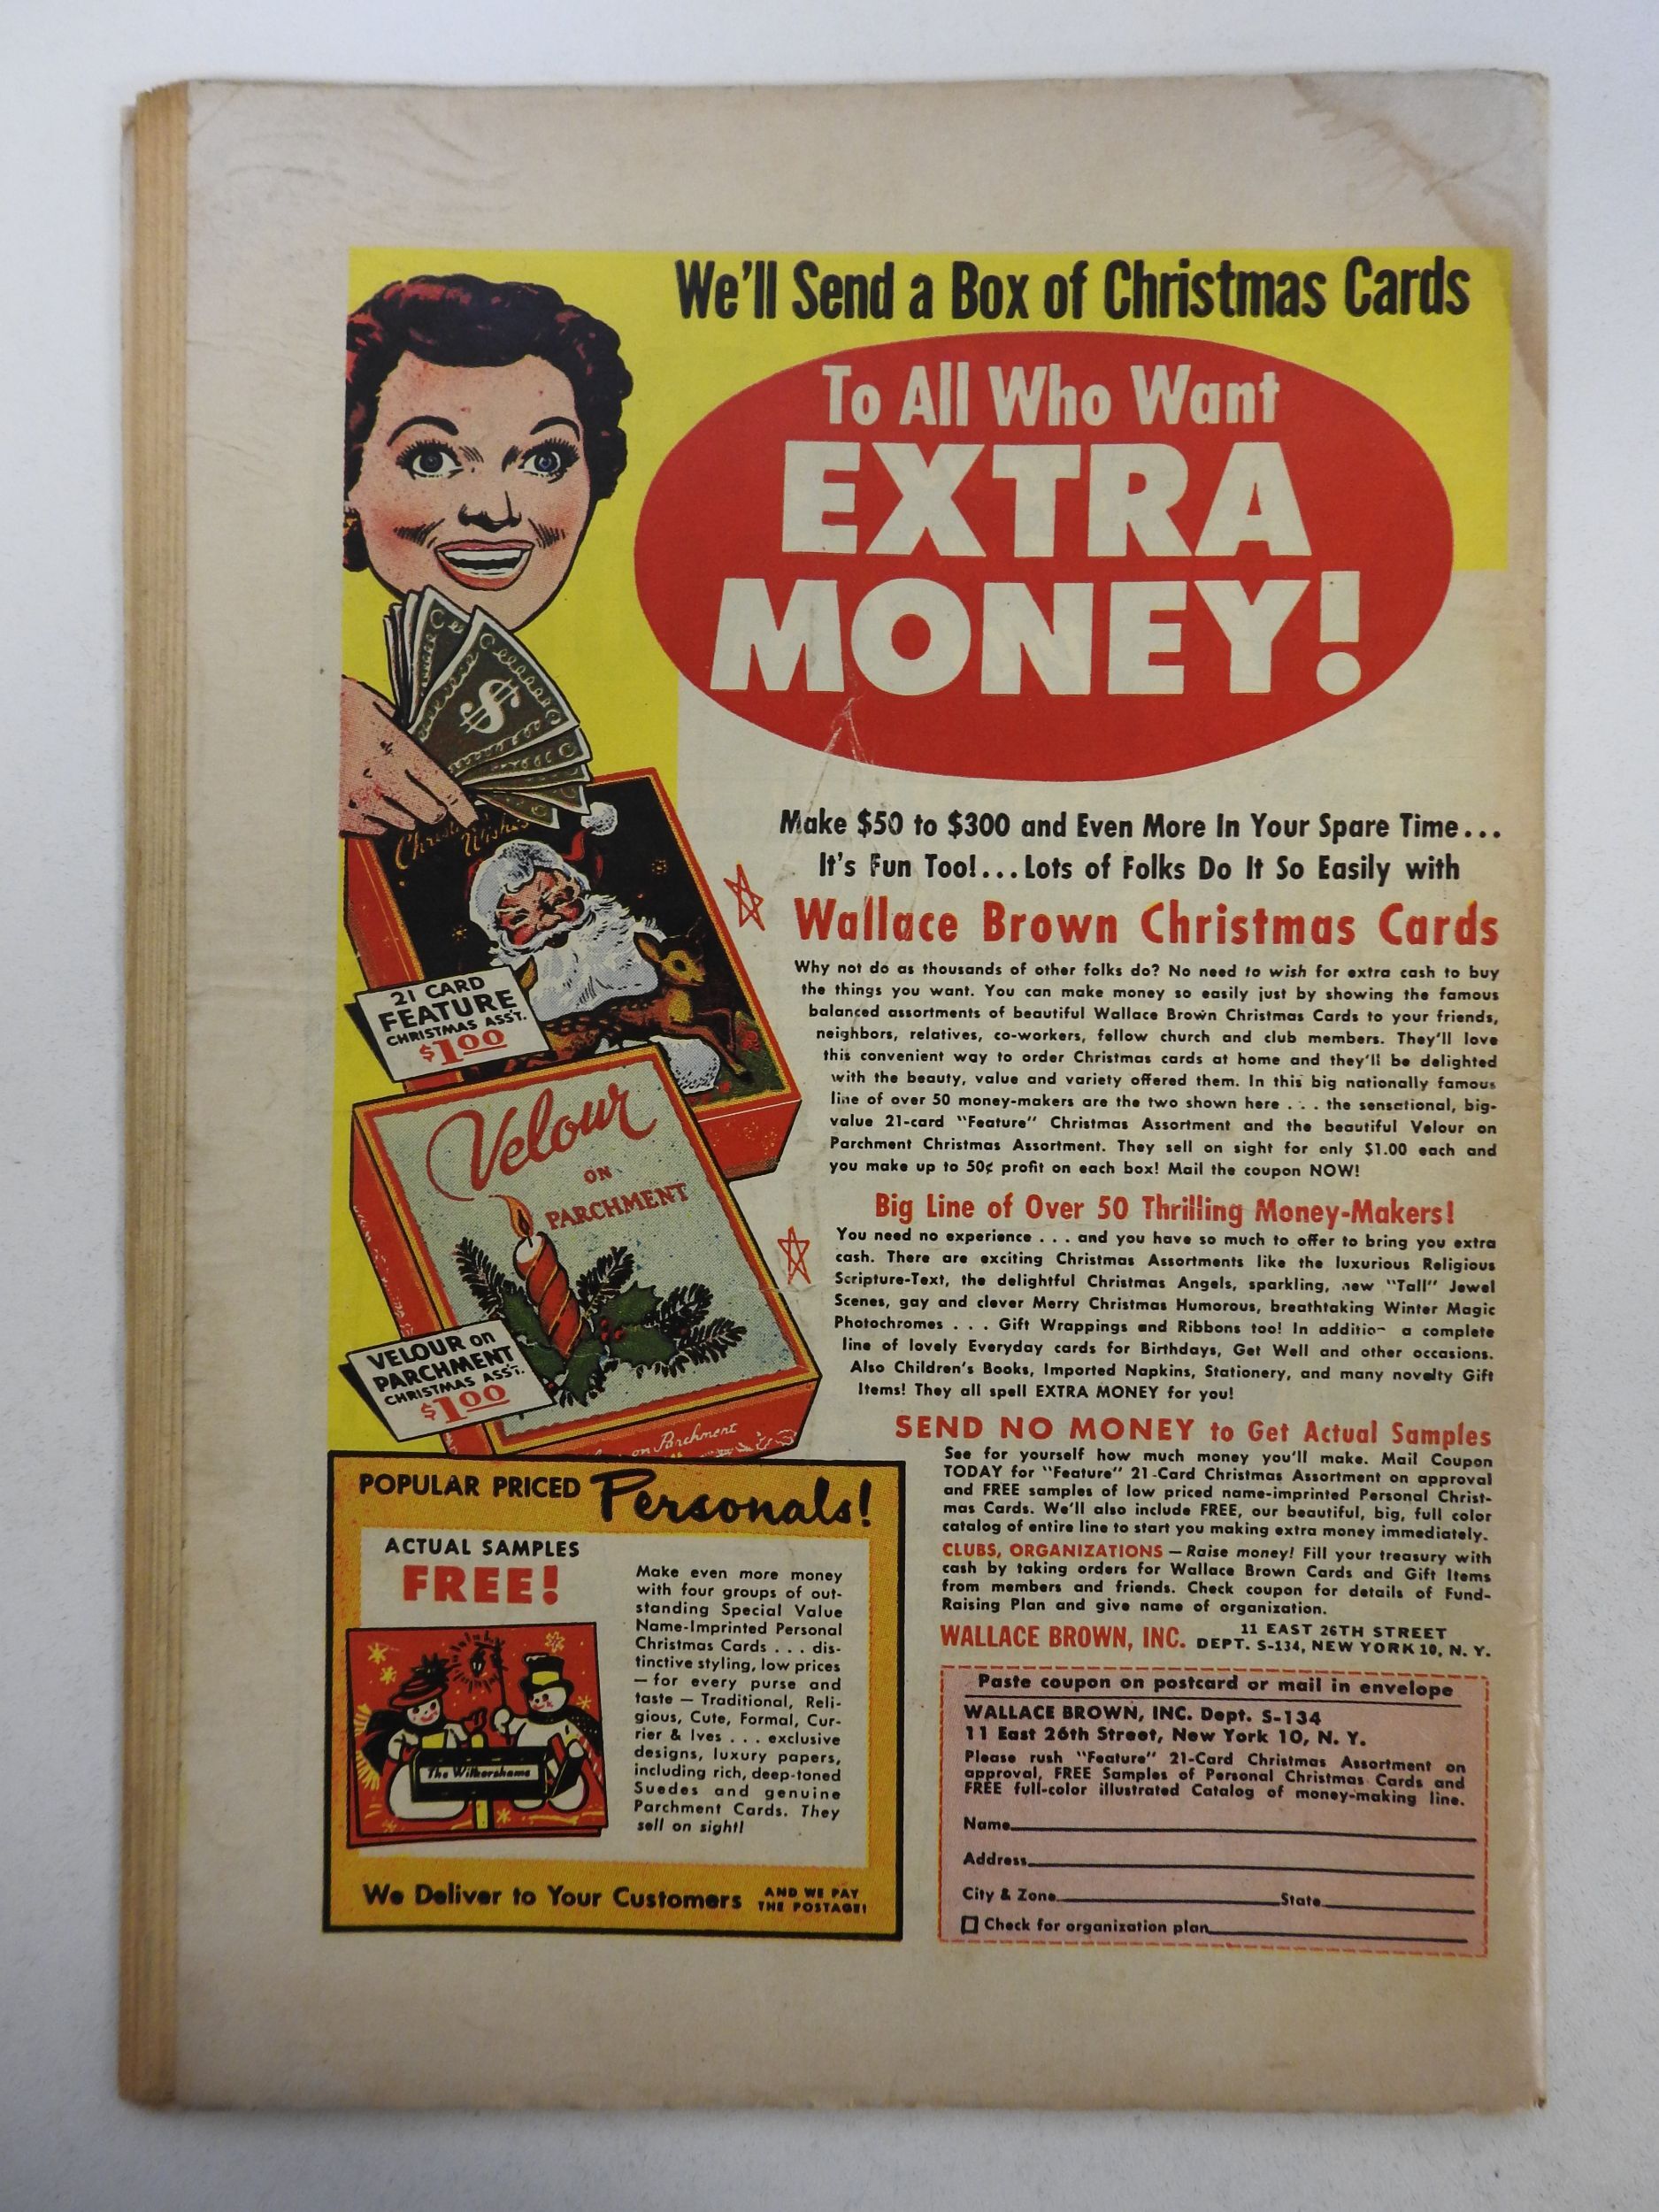 We'll Send a Box of Christmas Cards
To All Who Want
EXTRA
MONEY!
Make $50 to $300 and Even More In Your Spare Time...
It's Fun Too!...Lots of Folks Do It So Easily with
Wallace Brown Christmas Cards
Why not do as thousands of other folks do? No need to wish for extra cash to buy
the things you want. You can make money so easily just by showing the famous
balanced assortments of beautiful Wallace Brown Christmas Cards to your friends,
neighbors, relatives, co-workers, fellow church and club members. They'll love
this convenient way to order Christmas cards at home and they'll be delighted
with the beauty, value and variety offered them. In this big nationally famous
line of over 50 money-makers are the two shown here . . . the sensational, big-
value 21-card "Feature" Christmas Assortment and the beautiful Velour on
Parchment Christmas Assortment. They sell on sight for only $1.00 each and
you make up to 50¢ profit on each box! Mail the coupon NOW!
Big Line of Over 50 Thrilling Money-Makers!
You need no experience . . . and you have so much to offer to bring you extra
cash. There are exciting Christmas Assortments like the luxurious Religious
Scripture-Text, the delightful Christmas Angels, sparkling, new "Tall" Jewel
Scenes, gay and clever Merry Christmas Humorous, breathtaking Winter Magic
Photochromes . . . Gift Wrappings and Ribbons too! In addition a complete
line of lovely Everyday cards for Birthdays, Get Well and other occasions.
Also Children's Books, Imported Napkins, Stationery, and many novelty Gift
Items! They all spell EXTRA MONEY for you!
SEND NO MONEY to Get Actual Samples
See for yourself how much money you'll make. Mail Coupon
TODAY for "Feature" 21-Card Christmas Assortment on approval
and FREE samples of low priced name-imprinted Personal Christ-
mas Cards. We'll also include FREE, our beautiful, big, full color
catalog of entire line to start you making extra money immediately.
CLUBS, ORGANIZATIONS — Raise money! Fill your treasury with
cash by taking orders for Wallace Brown Cards and Gift Items
from members and friends. Check coupon for details of Fund-
Raising Plan and give name of organization.
WALLACE BROWN, INC. 11 EAST 26TH STREET
DEPT. S-134, NEW YORK 10, N. Y.
Paste coupon on postcard or mail in envelope
WALLACE BROWN, INC. Dept. S-134
11 East 26th Street, New York 10, N. Y.
Please rush "Feature" 21-Card Christmas Assortment on
approval, FREE Samples of Personal Christmas Cards and
FREE full-color illustrated Catalog of money-making line.
Name
Address
City & Zone State
Check for organization plan
$
Christmas
Wishes
21 CARD
FEATURE
CHRISTMAS ASS'T.
$1.00
Velour
ON
PARCHMENT
VELOUR on
PARCHMENT
CHRISTMAS ASS'T.
$1.00
on Parchment
POPULAR PRICED Personals!
ACTUAL SAMPLES
FREE!
The Wilkershams
Make even more money
with four groups of out-
standing Special Value
Name-Imprinted Personal
Christmas Cards . . . dis-
tinctive styling, low prices
— for every purse and
taste — Traditional, Reli-
gious, Cute, Formal, Cur-
rier & Ives . . . exclusive
designs, luxury papers,
including rich, deep-toned
Suedes and genuine
Parchment Cards. They
sell on sight!
We Deliver to Your Customers AND WE PAY
THE POSTAGE!